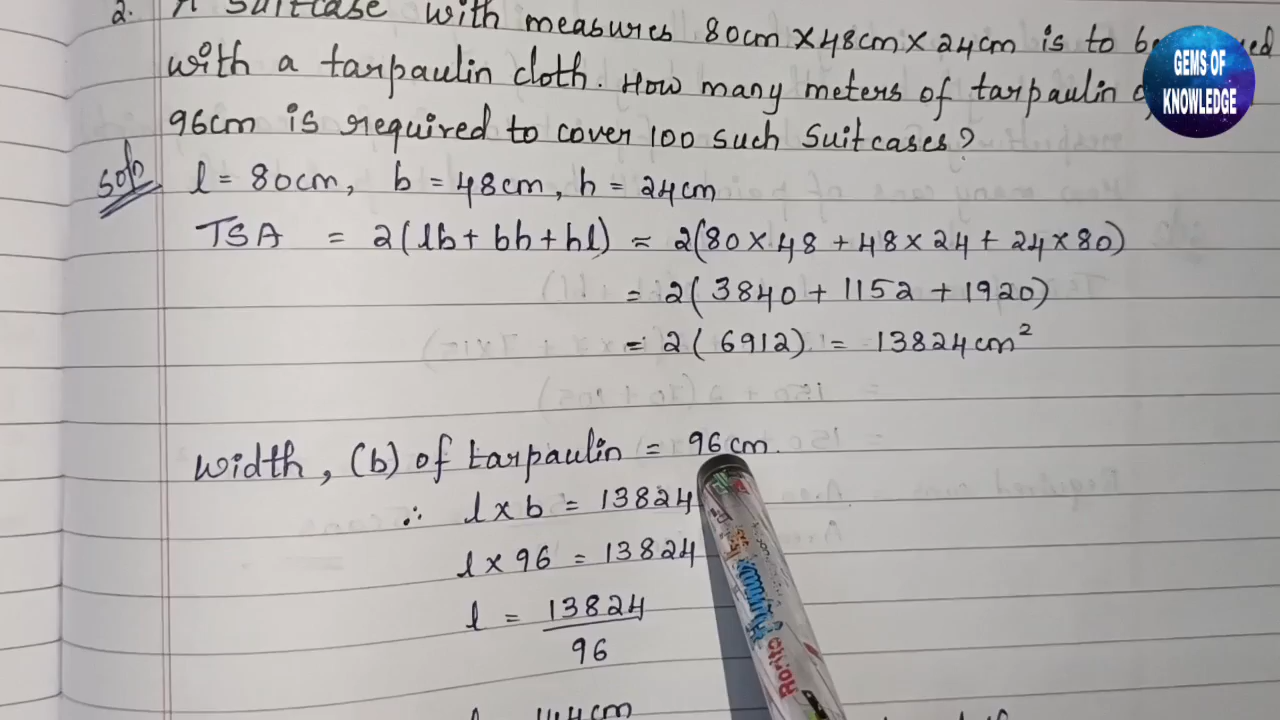 2. A Suitcase with measures 80cm × 48cm × 24cm is to
with a tarpaulin cloth. How many meters of tarpaulin
96cm is required to cover 100 such Suitcases?
Soln l = 80cm, b = 48cm, h = 24cm
TSA = 2(lb + bh + hl) = 2(80 × 48 + 48 × 24 + 24 × 80)
= 2(3840 + 1152 + 1920)
= 2(6912) = 13824cm²
Width, (b) of tarpaulin = 96cm.
∴ l × b = 13824
l × 96 = 13824
l = 13824
96
GEMS OF
KNOWLEDGE